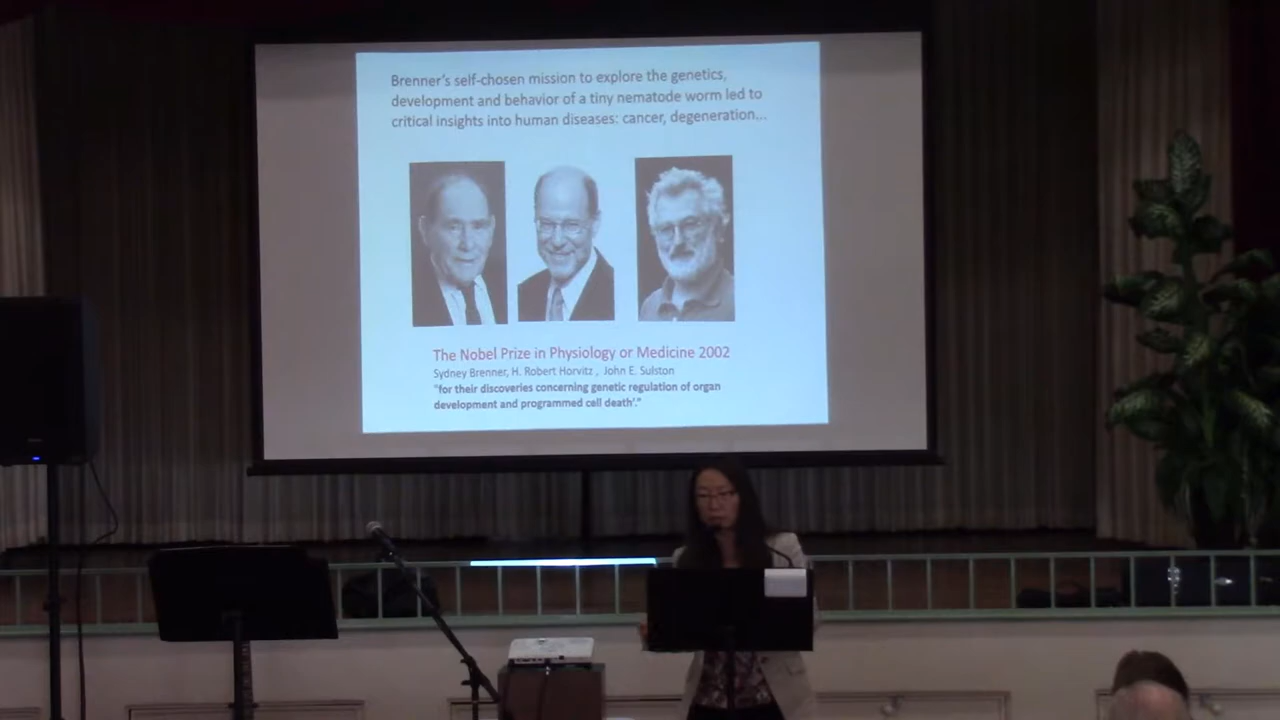 Brenner's self-chosen mission to explore the genetics,
development and behavior of a tiny nematode worm led to
critical insights into human diseases: cancer, degeneration...
The Nobel Prize in Physiology or Medicine 2002
Sydney Brenner, H. Robert Horvitz , John E. Sulston
"for their discoveries concerning genetic regulation of organ
development and programmed cell death'."